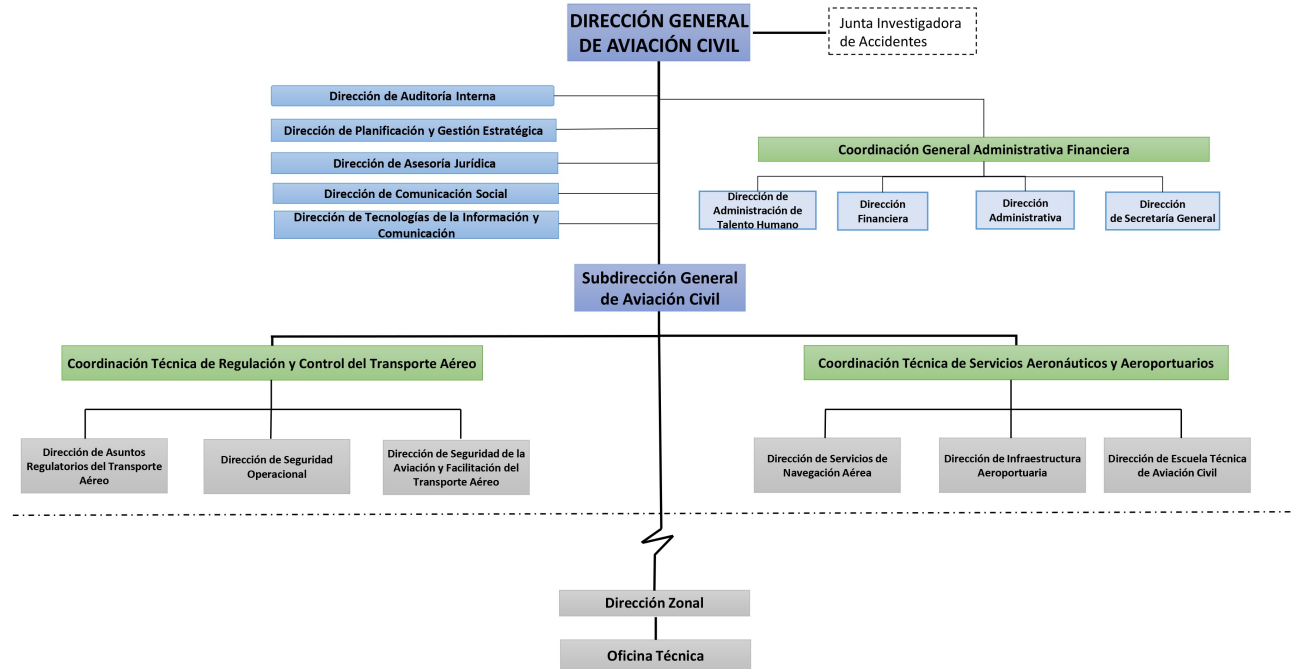 DIRECCIÓN GENERAL
DE AVIACIÓN CIVIL
Junta Investigadora
de Accidentes
Dirección de Auditoría Interna
Dirección de Planificación y Gestión Estratégica
Dirección de Asesoría Jurídica
Dirección de Comunicación Social
Dirección de Tecnologías de la Información y
Comunicación
Coordinación General Administrativa Financiera
Dirección de
Administración de
Talento Humano
Dirección
Financiera
Dirección
Administrativa
Dirección
de Secretaría General
Subdirección General
de Aviación Civil
Coordinación Técnica de Regulación y Control del Transporte Aéreo
Coordinación Técnica de Servicios Aeronáuticos y Aeroportuarios
Dirección de Asuntos
Regulatorios del Transporte
Aéreo
Dirección de Seguridad
Operacional
Dirección de Seguridad de la
Aviación y Facilitación del
Transporte Aéreo
Dirección de Servicios de
Navegación Aérea
Dirección de Infraestructura
Aeroportuaria
Dirección de Escuela Técnica
de Aviación Civil
Dirección Zonal
Oficina Técnica